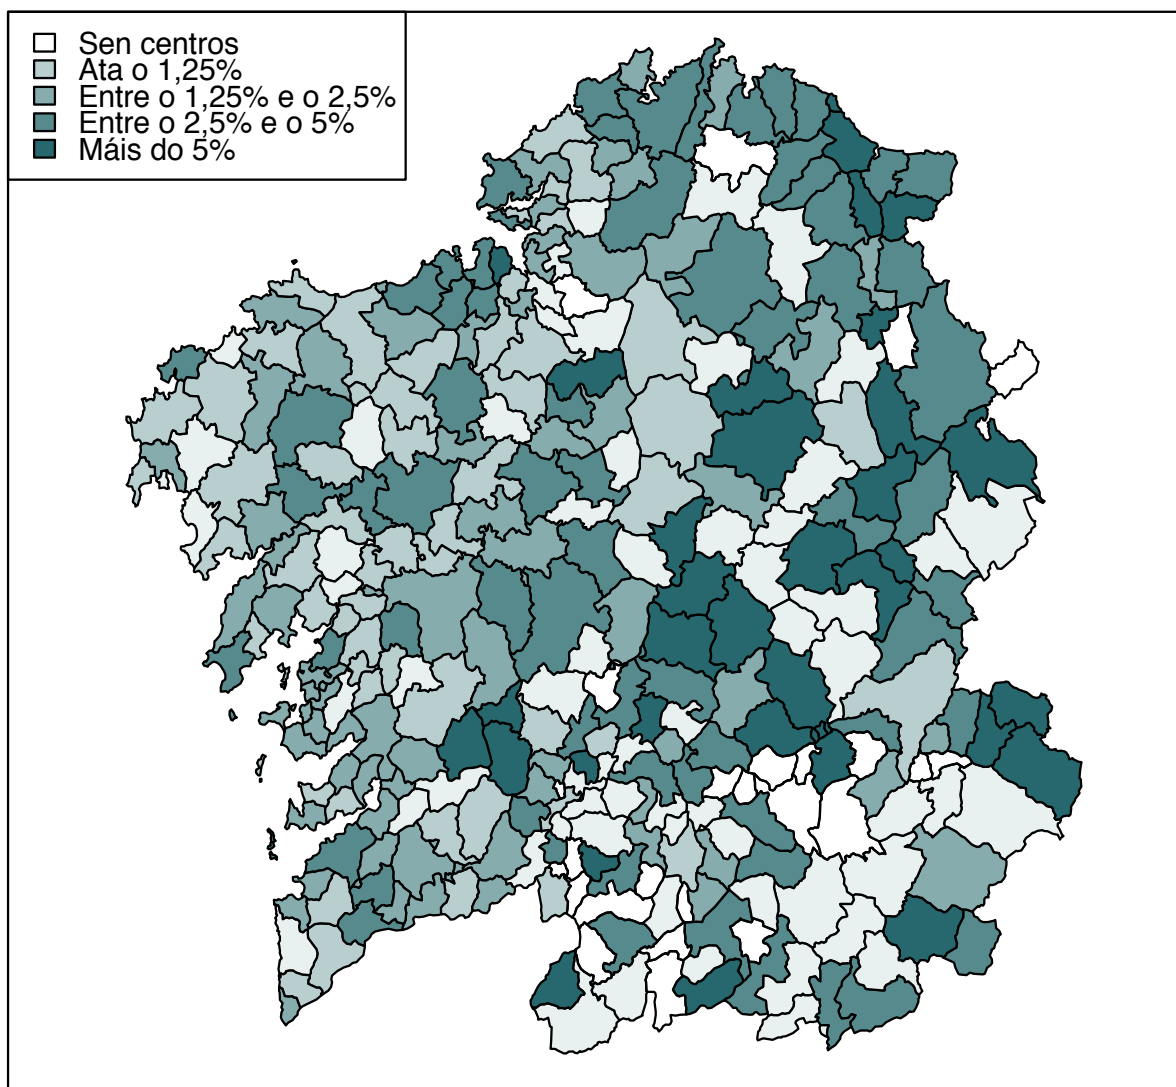 Sen centros
Ata o 1,25%
Entre o 1,25% e o 2,5%
Entre o 2,5% e o 5%
Máis do 5%